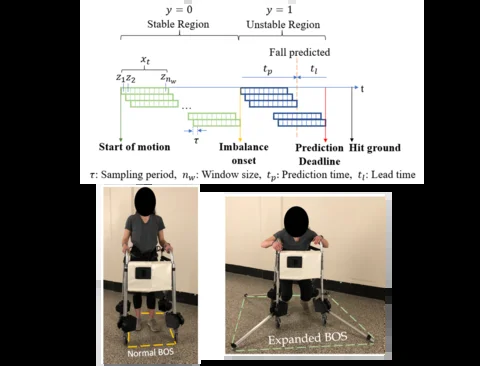 y = 0 y = 1
Stable Region Unstable Region
Fall predicted
x_t t_p t_l
z_1 z_2 z_{n_w} t
...
τ
Start of motion Imbalance onset Prediction Deadline Hit ground
τ: Sampling period, n_w: Window size, t_p: Prediction time, t_l: Lead time
Normal BOS
Expanded BOS